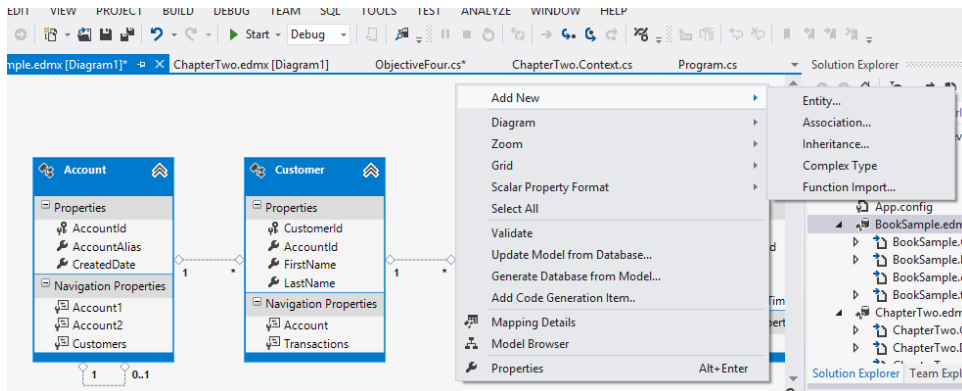 EDIT VIEW PROJECT BUILD DEBUG TEAM SQL TOOLS TEST ANALYZE WINDOW HELP
Start Debug
mple.edmx [Diagram1]* ChapterTwo.edmx [Diagram1] ObjectiveFour.cs* ChapterTwo.Context.cs Program.cs
Solution Explorer
Add New
Diagram
Zoom
Grid
Scalar Property Format
Select All
Validate
Update Model from Database...
Generate Database from Model...
Add Code Generation Item..
Mapping Details
Model Browser
Properties Alt+Enter
Entity...
Association...
Inheritance...
Complex Type
Function Import...
Account
Properties
AccountId
AccountAlias
CreatedDate
Navigation Properties
Account1
Account2
Customers
1 0..1
1 *
Customer
Properties
CustomerId
AccountId
FirstName
LastName
Navigation Properties
Account
Transactions
1 *
d
Tim
pert
App.config
BookSample.edm
BookSample.
BookSample.
BookSample.
BookSample.
ChapterTwo.edm
ChapterTwo.
ChapterTwo.
Solution Explorer Team Expl